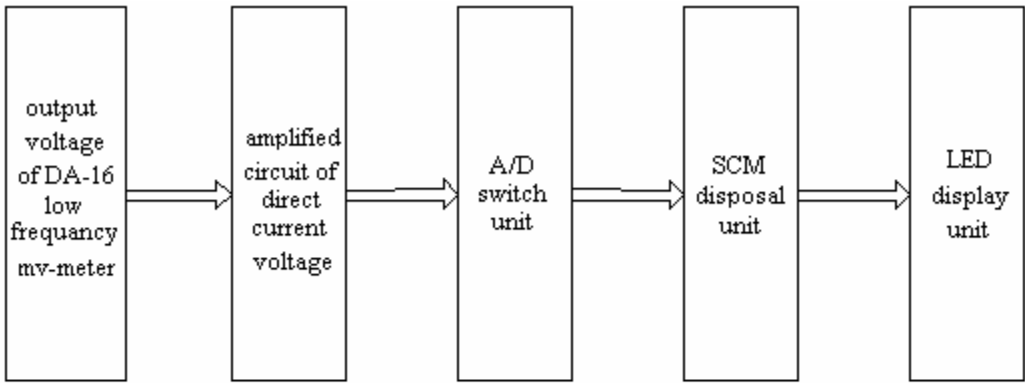 output
voltage
of DA-16
low
frequancy
mv-meter
amplified
circuit of
direct
current
voltage
A/D
switch
unit
SCM
disposal
unit
LED
display
unit